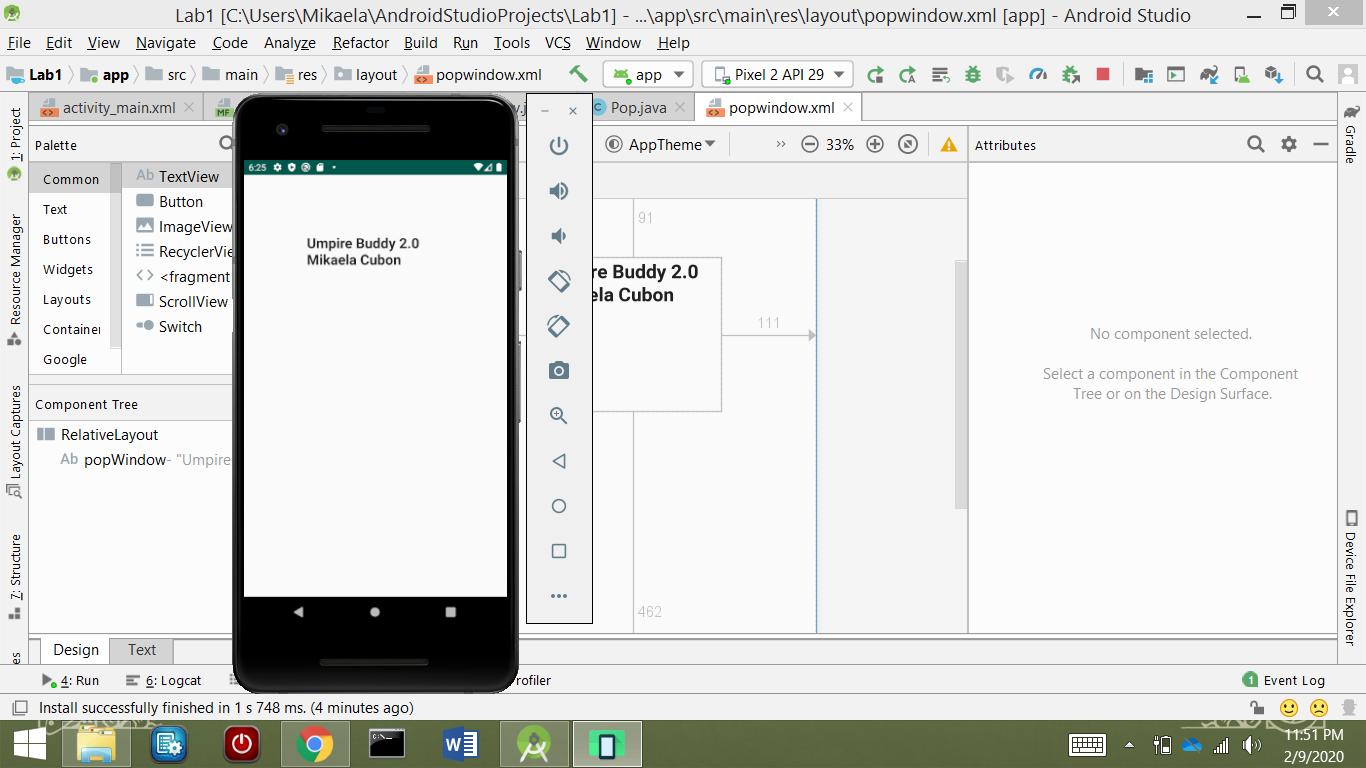 Lab1 [C:\Users\Mikaela\AndroidStudioProjects\Lab1] - ...\app\src\main\res\layout\popwindow.xml [app] - Android Studio
File Edit View Navigate Code Analyze Refactor Build Run Tools VCS Window Help
Lab1 app src main res layout popwindow.xml app Pixel 2 API 29
1: Project
Resource Manager
Layout Captures
7: Structure
activity_main.xml MF Pop.java popwindow.xml
Palette
Common
Text
Buttons
Widgets
Layouts
Container
Google
Ab TextView
Button
ImageView
RecyclerVie
<> <fragment
ScrollView
Switch
Component Tree
RelativeLayout
Ab popWindow- "Umpire
6:25
Umpire Buddy 2.0
Mikaela Cubon
AppTheme >> 33%
91
re Buddy 2.0
ela Cubon
111
462
Attributes
No component selected.
Select a component in the Component
Tree or on the Design Surface.
Gradle
Device File Explorer
Design Text
4: Run 6: Logcat rofiler 1 Event Log
Install successfully finished in 1 s 748 ms. (4 minutes ago)
C:\_
W
11:51 PM
2/9/2020